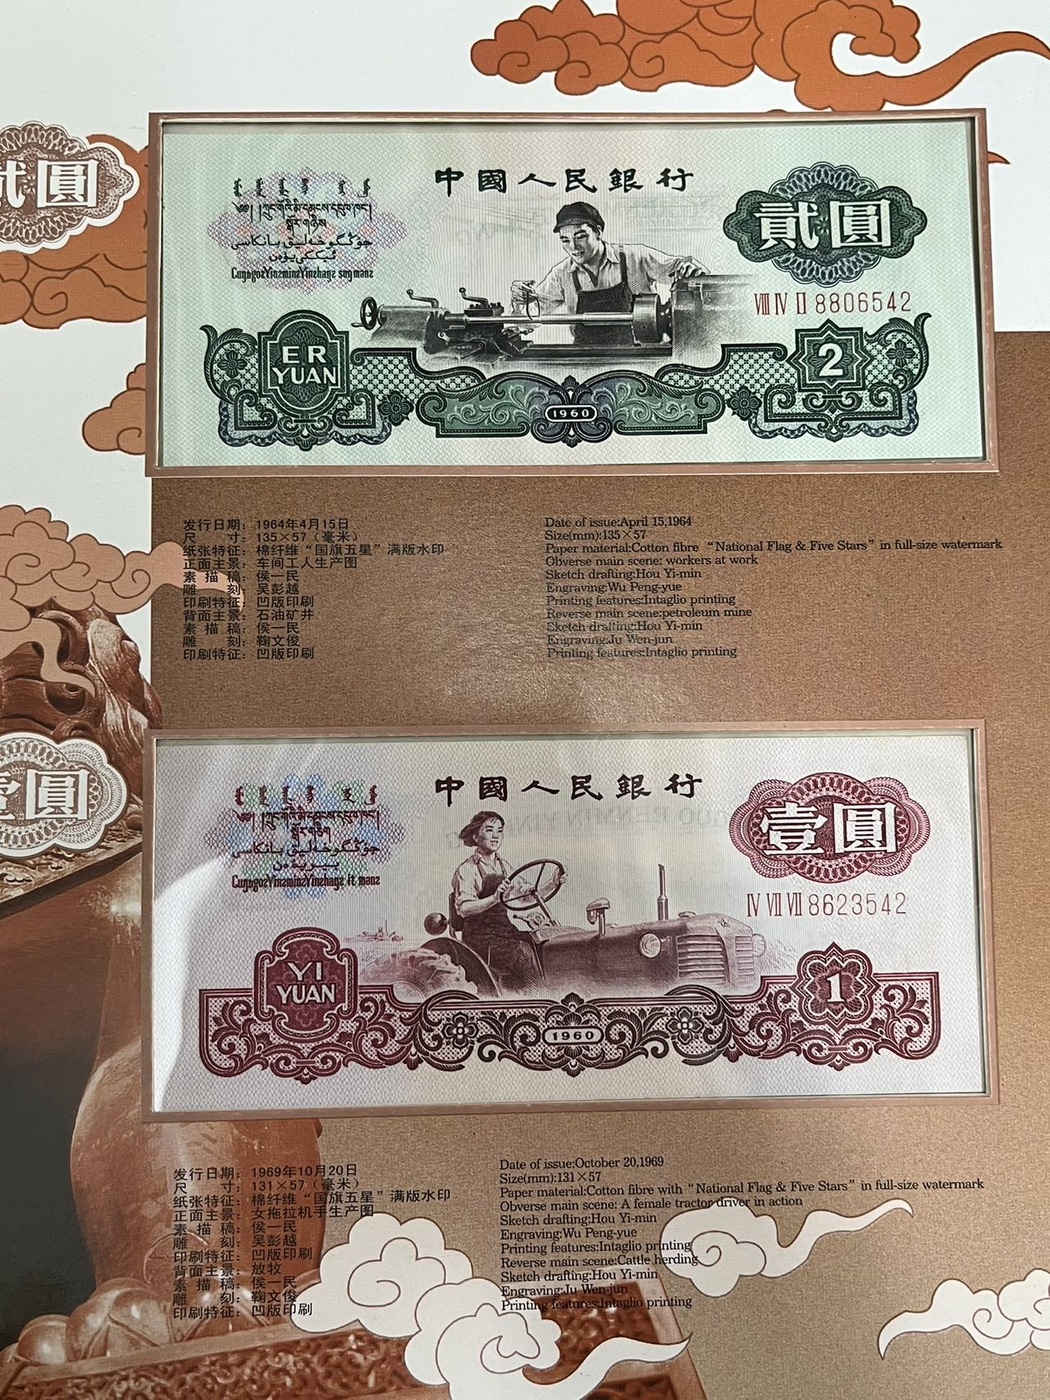 圓
中國人民銀行
貳圓
VIII IV II 8806542
ER
YUAN
2
1960
发行日期：1964年4月15日
尺寸：135×57（毫米）
纸张特征：棉纤维“国旗五星”满版水印
正面主景：车间工人生产图
素描稿：侯一民
雕刻：吴彭越
印刷特征：凹版印刷
背面主景：石油矿井
素描稿：侯一民
雕刻：鞠文俊
印刷特征：凹版印刷
Date of issue:April 15,1964
Size(mm):135×57
Paper material:Cotton fibre “National Flag & Five Stars” in full-size watermark
Obverse main scene: workers at work
Sketch drafting:Hou Yi-min
Engraving:Wu Peng-yue
Printing features:Intaglio printing
Reverse main scene:petroleum mine
Sketch drafting:Hou Yi-min
Engraving:Ju Wen-jun
Printing features:Intaglio printing
圓
中國人民銀行
壹圓
IV VII VII 8623542
YI
YUAN
1
1960
发行日期：1969年10月20日
尺寸：131×57（毫米）
纸张特征：棉纤维“国旗五星”满版水印
正面主景：女拖拉机手生产图
素描稿：侯一民
雕刻：吴彭越
印刷特征：凹版印刷
背面主景：放牧
素描稿：侯一民
雕刻：鞠文俊
印刷特征：凹版印刷
Date of issue:October 20,1969
Size(mm):131×57
Paper material:Cotton fibre with “National Flag & Five Stars” in full-size watermark
Obverse main scene: A female tractor driver in action
Sketch drafting:Hou Yi-min
Engraving:Wu Peng-yue
Printing features:Intaglio printing
Reverse main scene:Cattle herding
Sketch drafting:Hou Yi-min
Engraving:Ju Wen-jun
Printing features:Intaglio printing